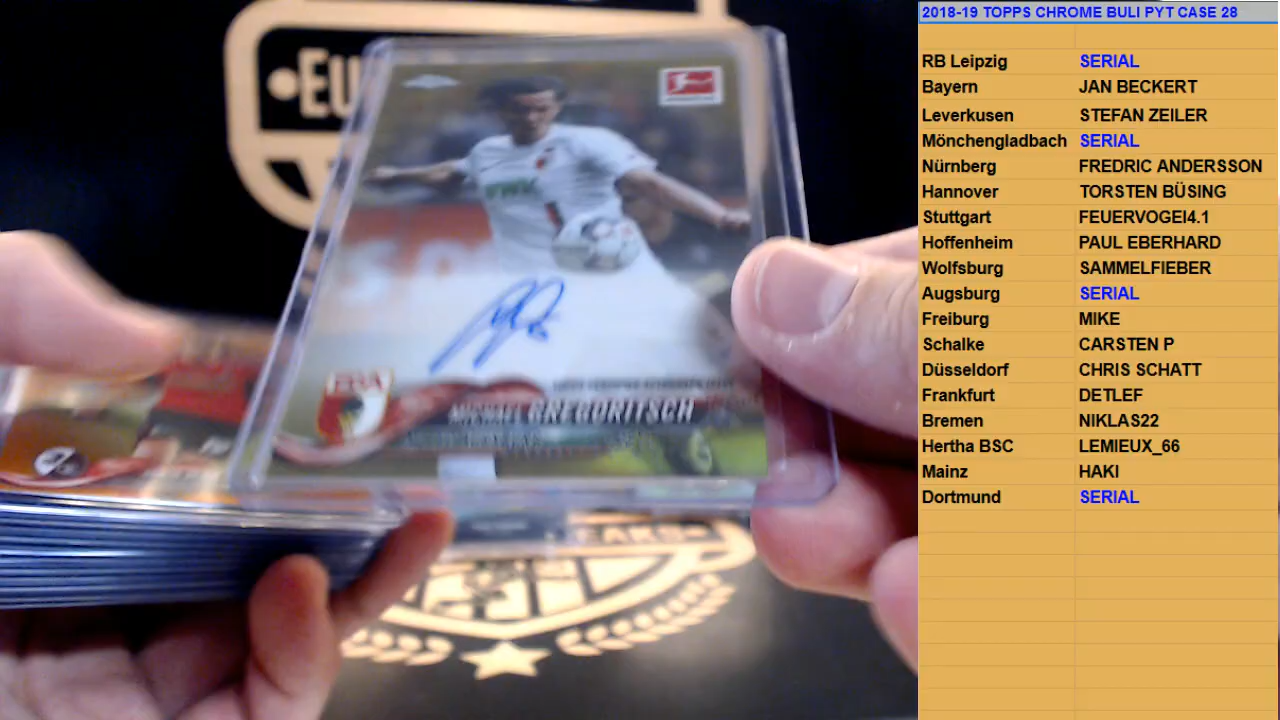 2018-19 TOPPS CHROME BULI PYT CASE 28
RB Leipzig SERIAL
Bayern JAN BECKERT
Leverkusen STEFAN ZEILER
Mönchengladbach SERIAL
Nürnberg FREDRIC ANDERSSON
Hannover TORSTEN BÜSING
Stuttgart FEUERVOGEl4.1
Hoffenheim PAUL EBERHARD
Wolfsburg SAMMELFIEBER
Augsburg SERIAL
Freiburg MIKE
Schalke CARSTEN P
Düsseldorf CHRIS SCHATT
Frankfurt DETLEF
Bremen NIKLAS22
Hertha BSC LEMIEUX_66
Mainz HAKI
Dortmund SERIAL
FCA
MICHAEL GREGORITSCH